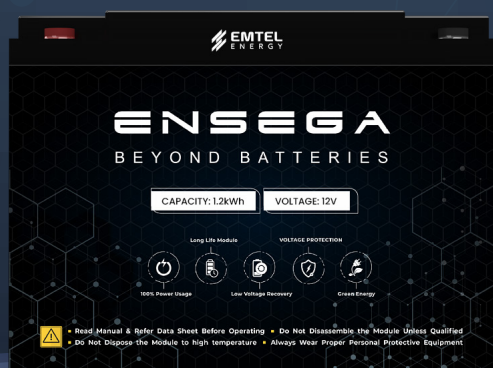 EMTEL
ENERGY
ENSEGA
BEYOND BATTERIES
CAPACITY: 1.2kWh VOLTAGE: 12V
Long Life Module VOLTAGE PROTECTION
100% Power Usage Low Voltage Recovery Green Energy
Read Manual & Refer Data Sheet Before Operating • Do Not Disassemble the Module Unless Qualified
Do Not Dispose the Module to high temperature • Always Wear Proper Personal Protective Equipment